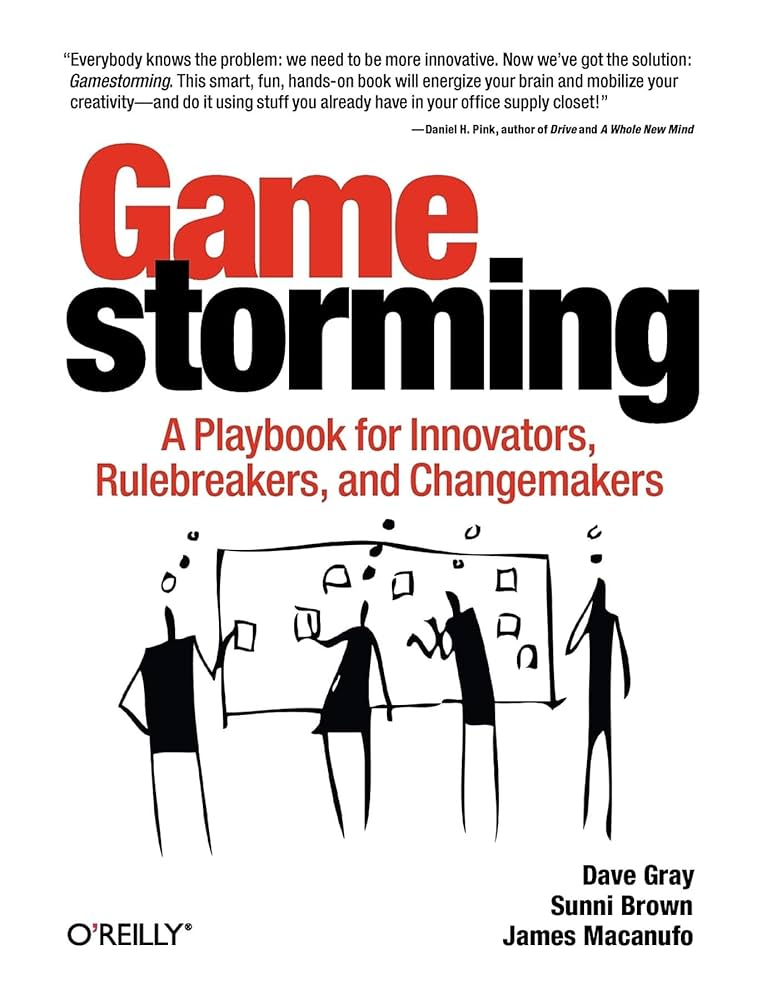 “Everybody knows the problem: we need to be more innovative. Now we’ve got the solution:
Gamestorming. This smart, fun, hands-on book will energize your brain and mobilize your
creativity—and do it using stuff you already have in your office supply closet!”
—Daniel H. Pink, author of Drive and A Whole New Mind
Game
storming
A Playbook for Innovators,
Rulebreakers, and Changemakers
Dave Gray
Sunni Brown
James Macanufo
O’REILLY®